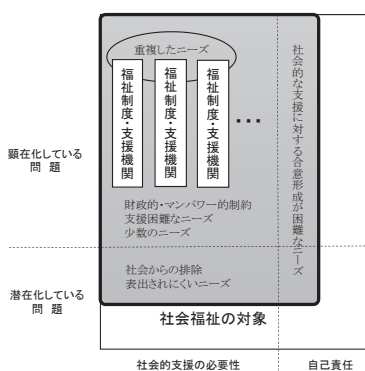 重複したニーズ
福祉制度・支援機関
福祉制度・支援機関
福祉制度・支援機関
•••
社会的な支援に対する合意形成が困難なニーズ
顕在化している
問 題
財政的・マンパワー的制約
支援困難なニーズ
少数のニーズ
社会からの排除
表出されにくいニーズ
潜在化している
問 題
社会福祉の対象
社会的支援の必要性
自己責任